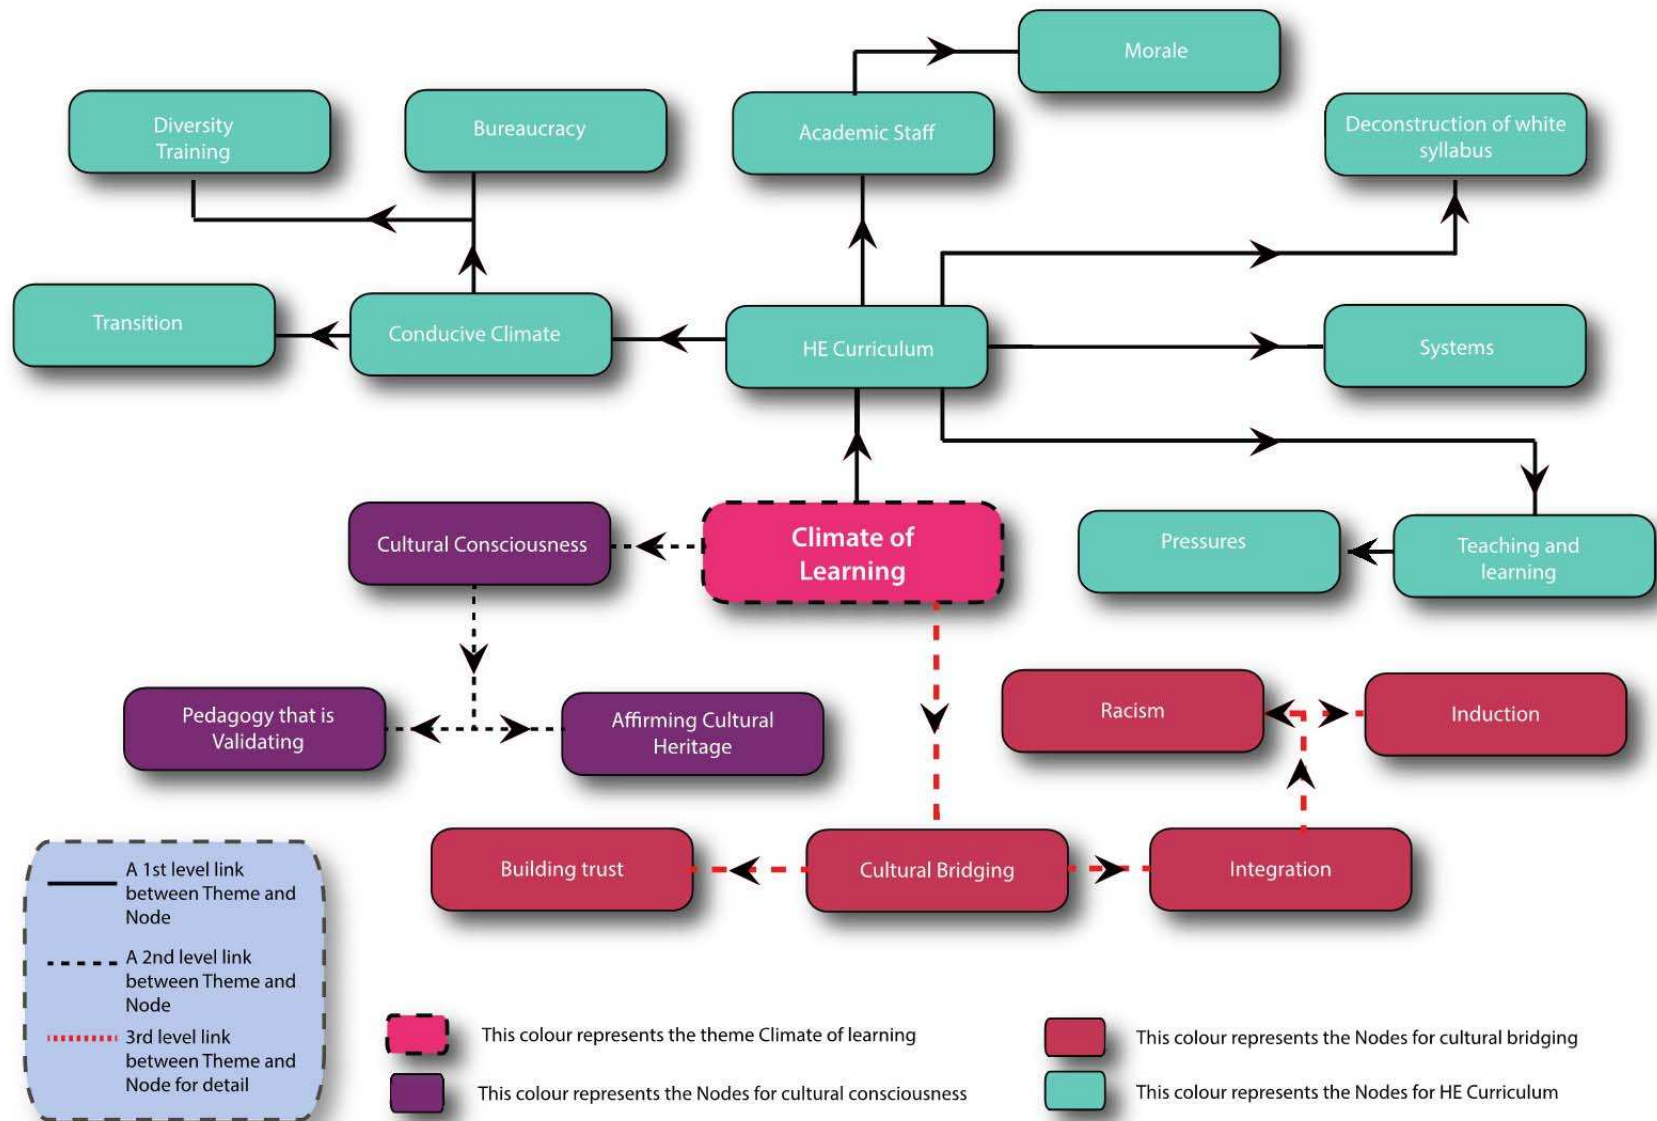 Morale
Diversity
Training
Bureaucracy
Academic Staff
Deconstruction of white
syllabus
Transition
Conducive Climate
HE Curriculum
Systems
Cultural Consciousness
Climate of
Learning
Pressures
Teaching and
learning
Pedagogy that is
Validating
Affirming Cultural
Heritage
Racism
Induction
Building trust
Cultural Bridging
Integration
A 1st level link
between Theme and
Node
A 2nd level link
between Theme and
Node
3rd level link
between Theme and
Node for detail
This colour represents the theme Climate of learning
This colour represents the Nodes for cultural consciousness
This colour represents the Nodes for cultural bridging
This colour represents the Nodes for HE Curriculum